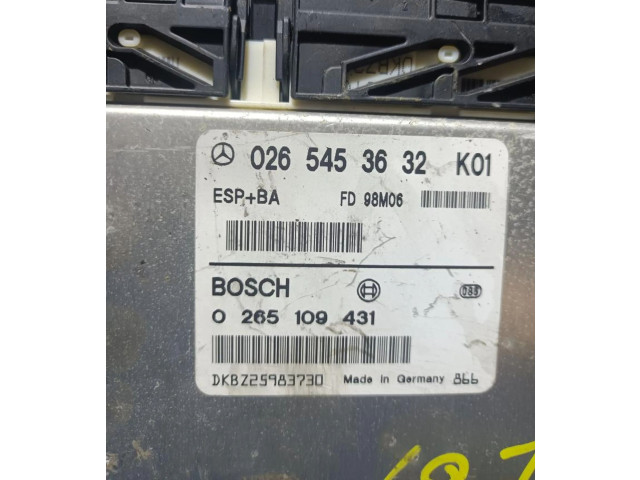 026 545 36 32 K01
ESP+BA FD 98M06
BOSCH 088
0 265 109 431
DKBZ25983730 Made in Germany 866